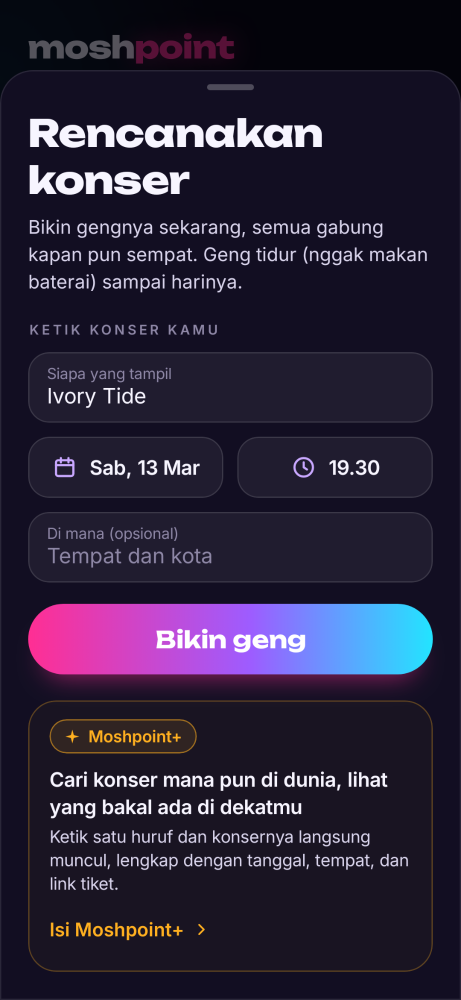 moshpoint
Rencanakan
konser
Bikin gengnya sekarang, semua gabung
kapan pun sempat. Geng tidur (nggak makan
baterai) sampai harinya.
KETIK KONSER KAMU
Siapa yang tampil
Ivory Tide
Sab, 13 Mar
19.30
Di mana (opsional)
Tempat dan kota
Bikin geng
Moshpoint+
Cari konser mana pun di dunia, lihat
yang bakal ada di dekatmu
Ketik satu huruf dan konsernya langsung
muncul, lengkap dengan tanggal, tempat, dan
link tiket.
Isi Moshpoint+